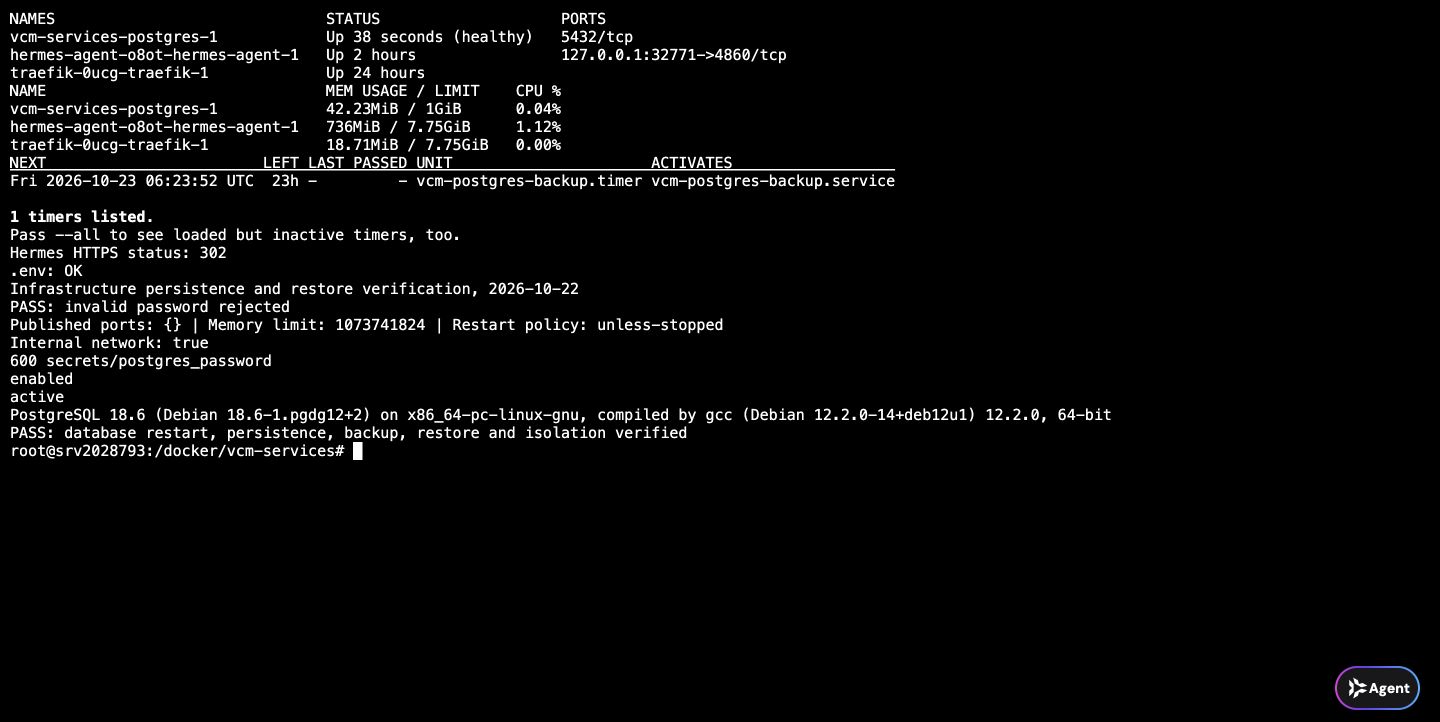 NAMES STATUS PORTS
vcm-services-postgres-1 Up 38 seconds (healthy) 5432/tcp
hermes-agent-o8ot-hermes-agent-1 Up 2 hours 127.0.0.1:32771->4860/tcp
traefik-0ucg-traefik-1 Up 24 hours
NAME MEM USAGE / LIMIT CPU %
vcm-services-postgres-1 42.23MiB / 1GiB 0.04%
hermes-agent-o8ot-hermes-agent-1 736MiB / 7.75GiB 1.12%
traefik-0ucg-traefik-1 18.71MiB / 7.75GiB 0.00%
NEXT LEFT LAST PASSED UNIT ACTIVATES
Fri 2026-10-23 06:23:52 UTC 23h - - vcm-postgres-backup.timer vcm-postgres-backup.service
1 timers listed.
Pass --all to see loaded but inactive timers, too.
Hermes HTTPS status: 302
.env: OK
Infrastructure persistence and restore verification, 2026-10-22
PASS: invalid password rejected
Published ports: {} | Memory limit: 1073741824 | Restart policy: unless-stopped
Internal network: true
600 secrets/postgres_password
enabled
active
PostgreSQL 18.6 (Debian 18.6-1.pgdg12+2) on x86_64-pc-linux-gnu, compiled by gcc (Debian 12.2.0-14+deb12u1) 12.2.0, 64-bit
PASS: database restart, persistence, backup, restore and isolation verified
root@srv2028793:/docker/vcm-services#
Agent